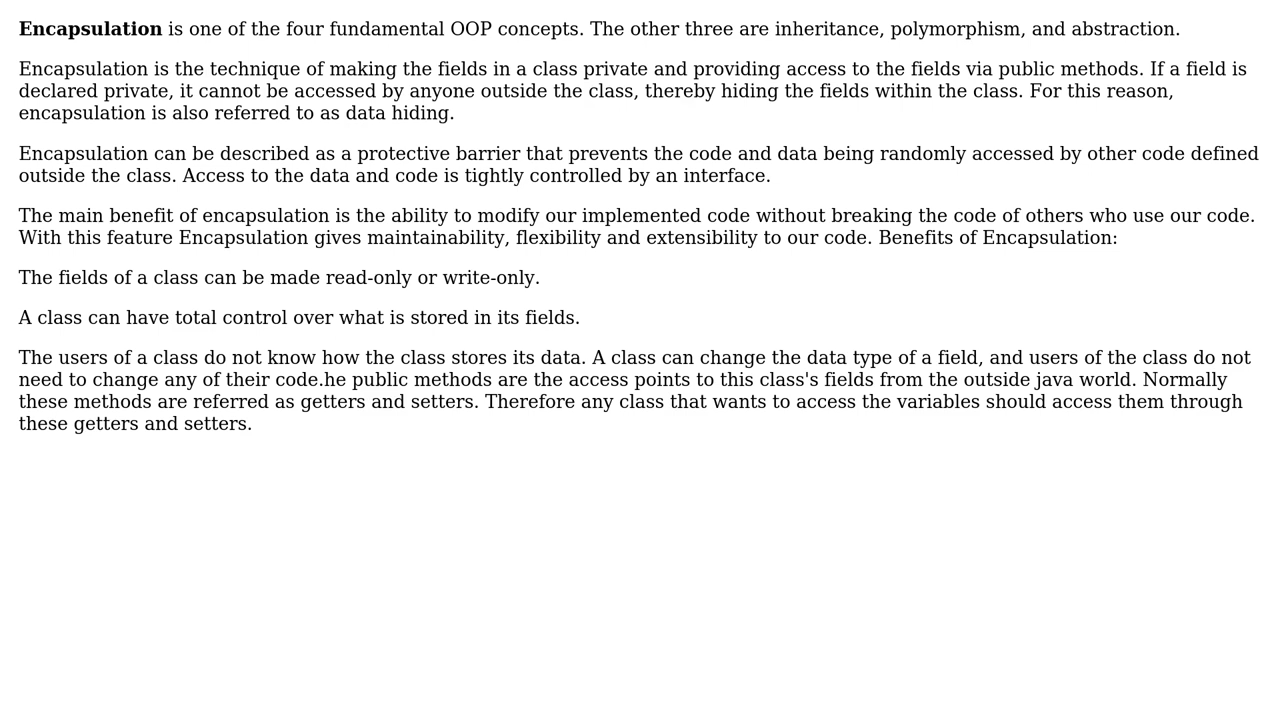 Encapsulation is one of the four fundamental OOP concepts. The other three are inheritance, polymorphism, and abstraction.
Encapsulation is the technique of making the fields in a class private and providing access to the fields via public methods. If a field is
declared private, it cannot be accessed by anyone outside the class, thereby hiding the fields within the class. For this reason,
encapsulation is also referred to as data hiding.
Encapsulation can be described as a protective barrier that prevents the code and data being randomly accessed by other code defined
outside the class. Access to the data and code is tightly controlled by an interface.
The main benefit of encapsulation is the ability to modify our implemented code without breaking the code of others who use our code.
With this feature Encapsulation gives maintainability, flexibility and extensibility to our code. Benefits of Encapsulation:
The fields of a class can be made read-only or write-only.
A class can have total control over what is stored in its fields.
The users of a class do not know how the class stores its data. A class can change the data type of a field, and users of the class do not
need to change any of their code.he public methods are the access points to this class's fields from the outside java world. Normally
these methods are referred as getters and setters. Therefore any class that wants to access the variables should access them through
these getters and setters.